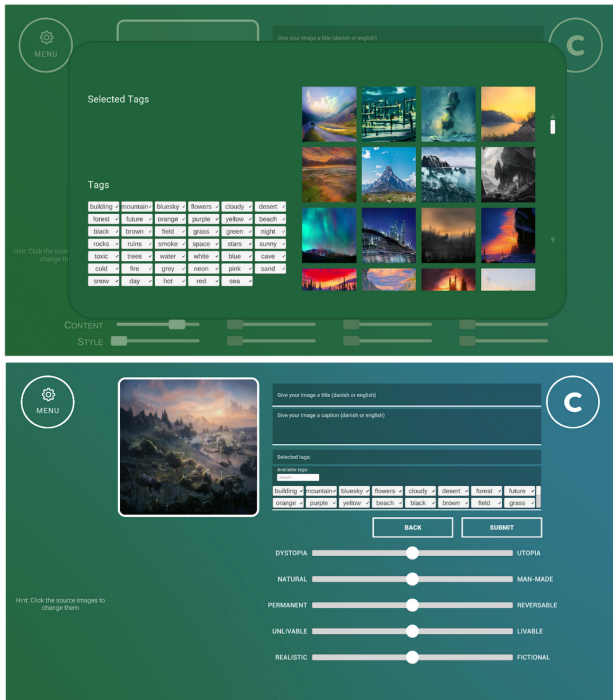 MENU
Give your image a title (danish or english)
C
Selected Tags
Tags
building mountain bluesky flowers cloudy desert
forest future orange purple yellow beach
black brown field grass green night
rocks ruins smoke space stars sunny
toxic trees water white blue cave
cold fire grey neon pink sand
snow day hot red sea
Hint: Click the sour
change th
CONTENT
STYLE
MENU
Give your image a title (danish or english)
C
Give your image a caption (danish or english)
Selected tags:
Available tags:
building mountain bluesky flowers cloudy desert forest future
orange purple yellow beach black brown field grass
BACK SUBMIT
DYSTOPIA UTOPIA
NATURAL MAN-MADE
Hint: Click the source images to
change them
PERMANENT REVERSABLE
UNLIVABLE LIVABLE
REALISTIC FICTIONAL